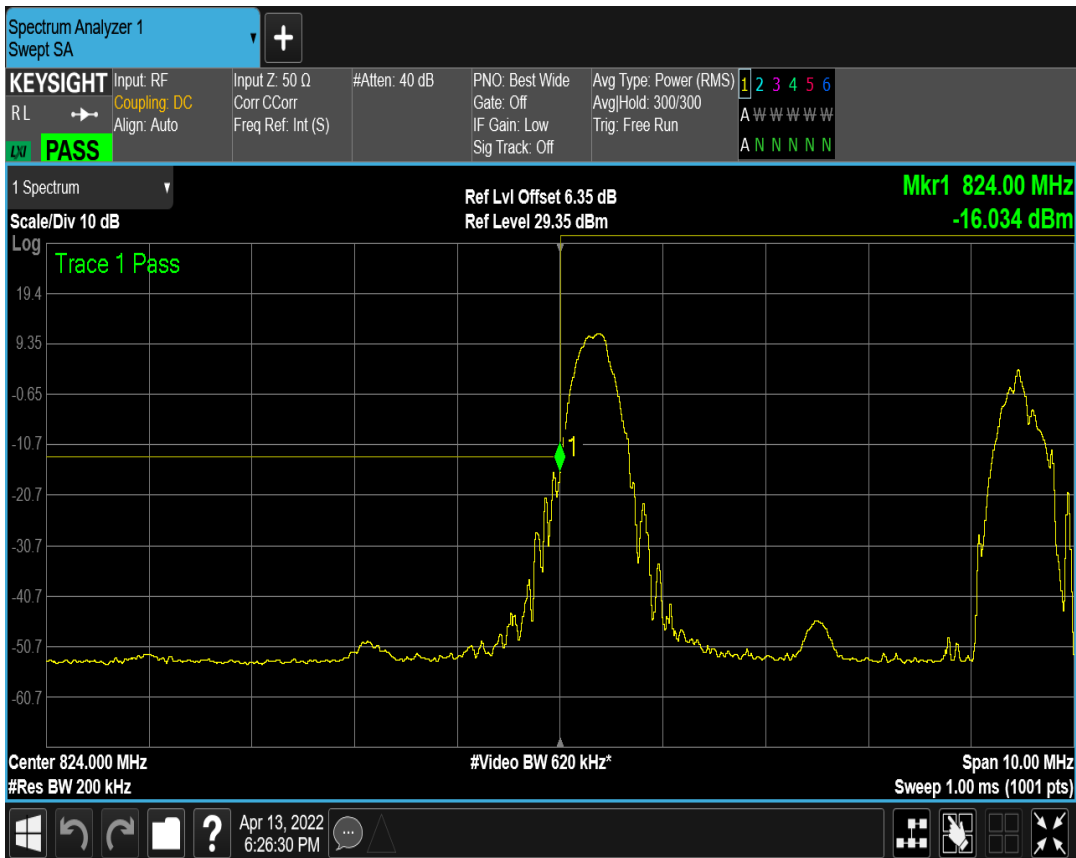 Spectrum Analyzer 1
Swept SA
KEYSIGHT
R L
LXI PASS
Input: RF
Coupling: DC
Align: Auto
Input Z: 50 Ω
Corr CCorr
Freq Ref: Int (S)
#Atten: 40 dB
PNO: Best Wide
Gate: Off
IF Gain: Low
Sig Track: Off
Avg Type: Power (RMS)
Avg|Hold: 300/300
Trig: Free Run
1 2 3 4 5 6
A W W W W W
A N N N N N
1 Spectrum
Scale/Div 10 dB
Ref Lvl Offset 6.35 dB
Ref Level 29.35 dBm
Mkr1 824.00 MHz
-16.034 dBm
Log
Trace 1 Pass
19.4
9.35
-0.65
-10.7
1
-20.7
-30.7
-40.7
-50.7
-60.7
Center 824.000 MHz
#Video BW 620 kHz*
Span 10.00 MHz
#Res BW 200 kHz
Sweep 1.00 ms (1001 pts)
?
Apr 13, 2022
6:26:30 PM